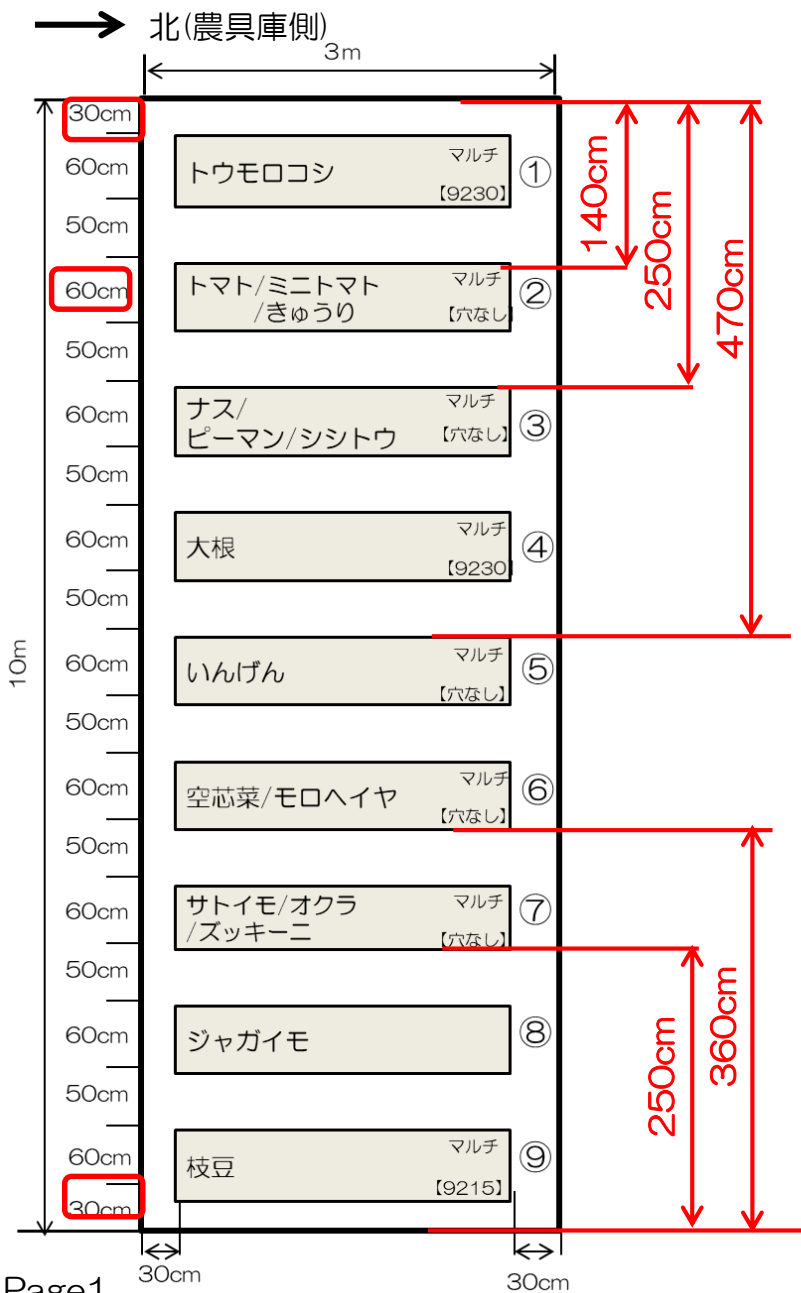 北(農具庫側)
3m
30cm
60cm
50cm
60cm
50cm
60cm
50cm
60cm
50cm
60cm
50cm
60cm
50cm
60cm
50cm
60cm
50cm
60cm
30cm
10m
トウモロコシ マルチ ①
【9230】
トマト/ミニトマト マルチ ②
/きゅうり 【穴なし】
ナス/ マルチ ③
ピーマン/シシトウ 【穴なし】
大根 マルチ ④
【9230】
いんげん マルチ ⑤
【穴なし】
空芯菜/モロヘイヤ マルチ ⑥
【穴なし】
サトイモ/オクラ マルチ ⑦
/ズッキーニ 【穴なし】
ジャガイモ ⑧
枝豆 マルチ ⑨
【9215】
140cm
250cm
470cm
360cm
250cm
30cm
30cm
Page1